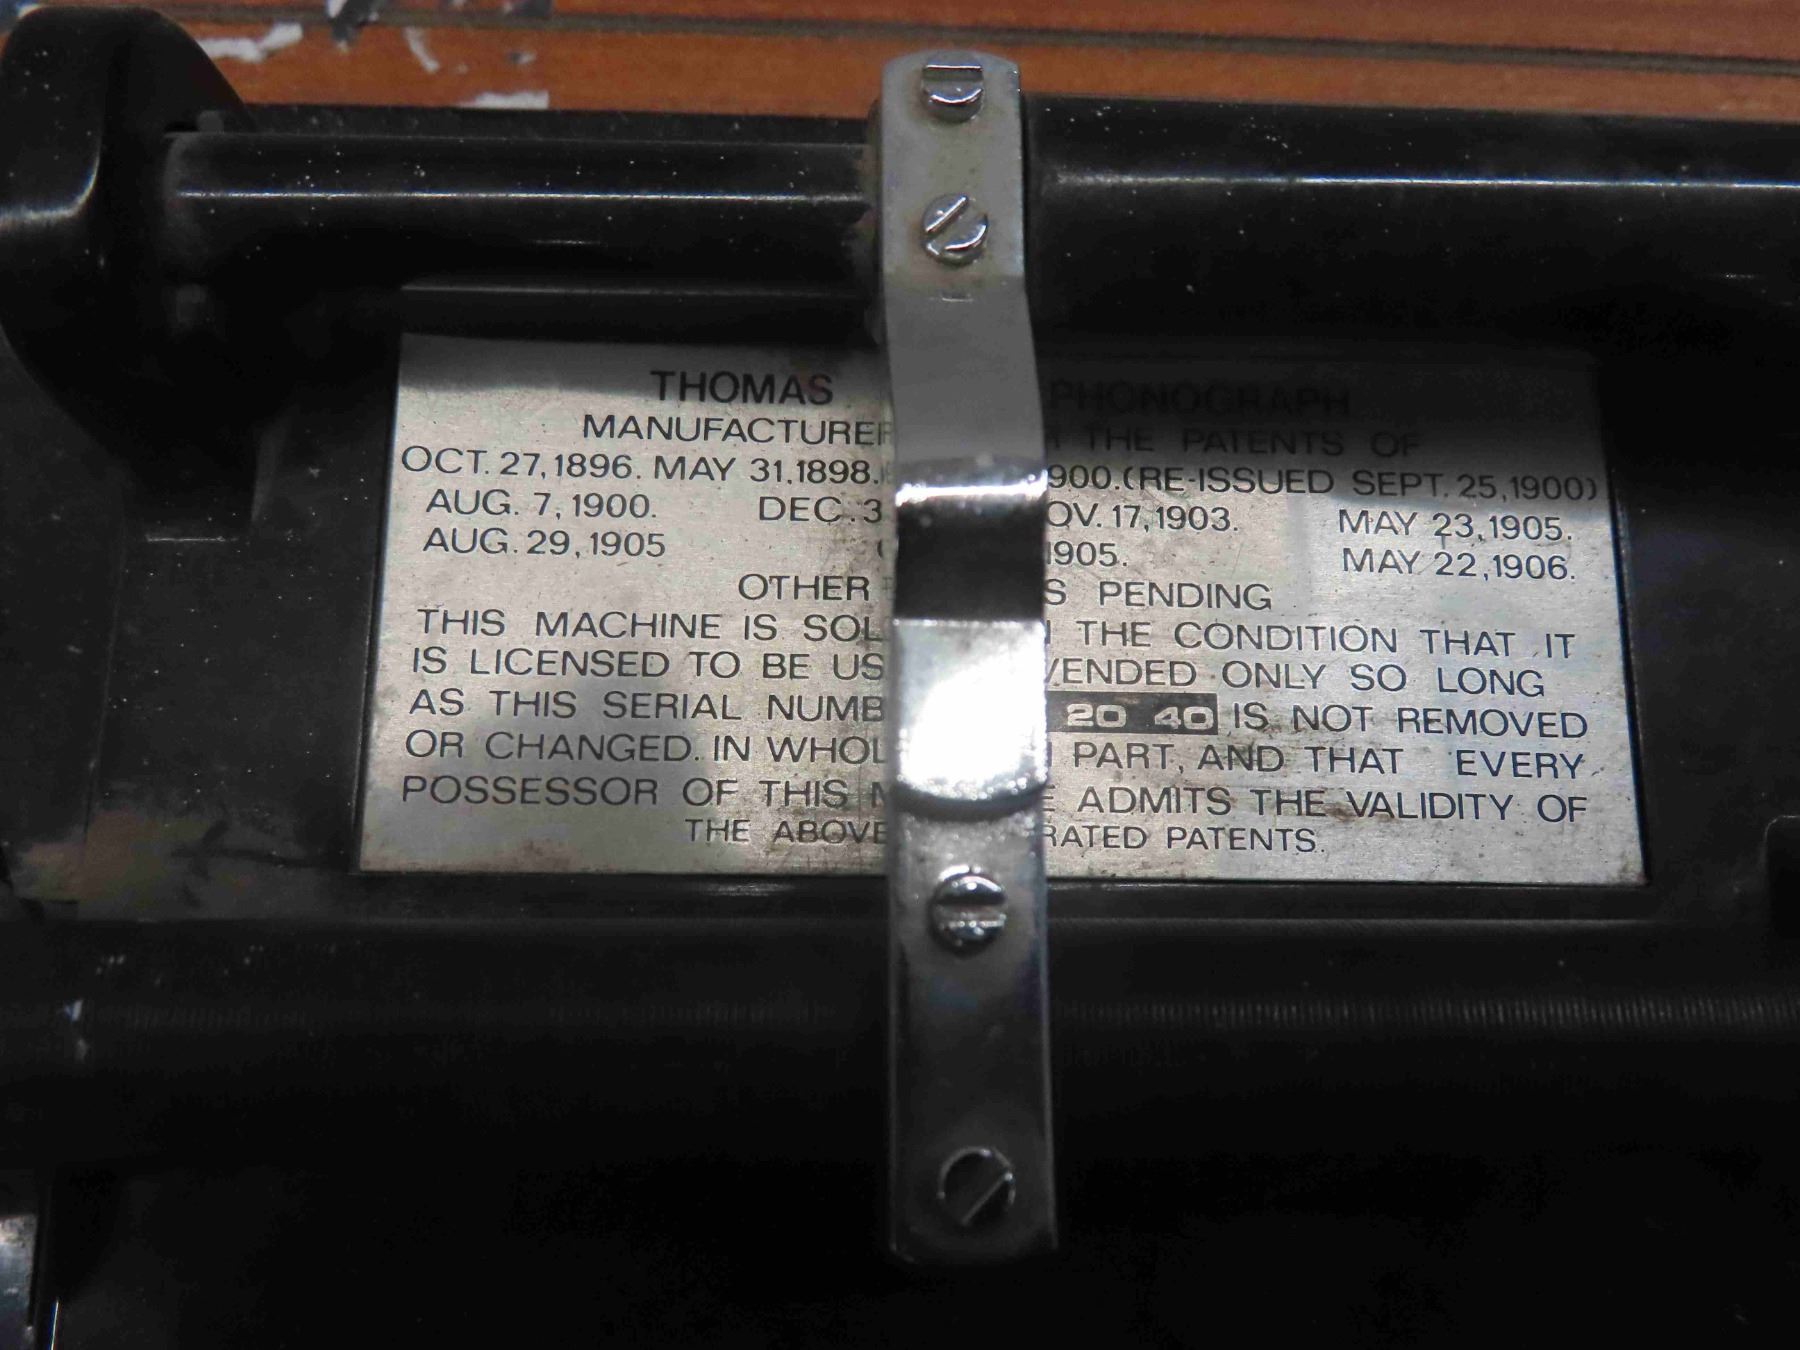 THOMAS PHONOGRAPH
MANUFACTURE THE PATENTS OF
OCT. 27,1896. MAY 31.1898. 900.(RE-ISSUED SEPT. 25,1900)
AUG. 7,1900. DEC. 3 OV. 17,1903. MAY 23,1905.
AUG. 29,1905 1905. MAY 22,1906.
OTHER S PENDING
THIS MACHINE IS SOL THE CONDITION THAT IT
IS LICENSED TO BE US VENDED ONLY SO LONG
AS THIS SERIAL NUMB 20 40 IS NOT REMOVED
OR CHANGED. IN WHOL PART, AND THAT EVERY
POSSESSOR OF THIS ADMITS THE VALIDITY OF
THE ABOVE RATED PATENTS.